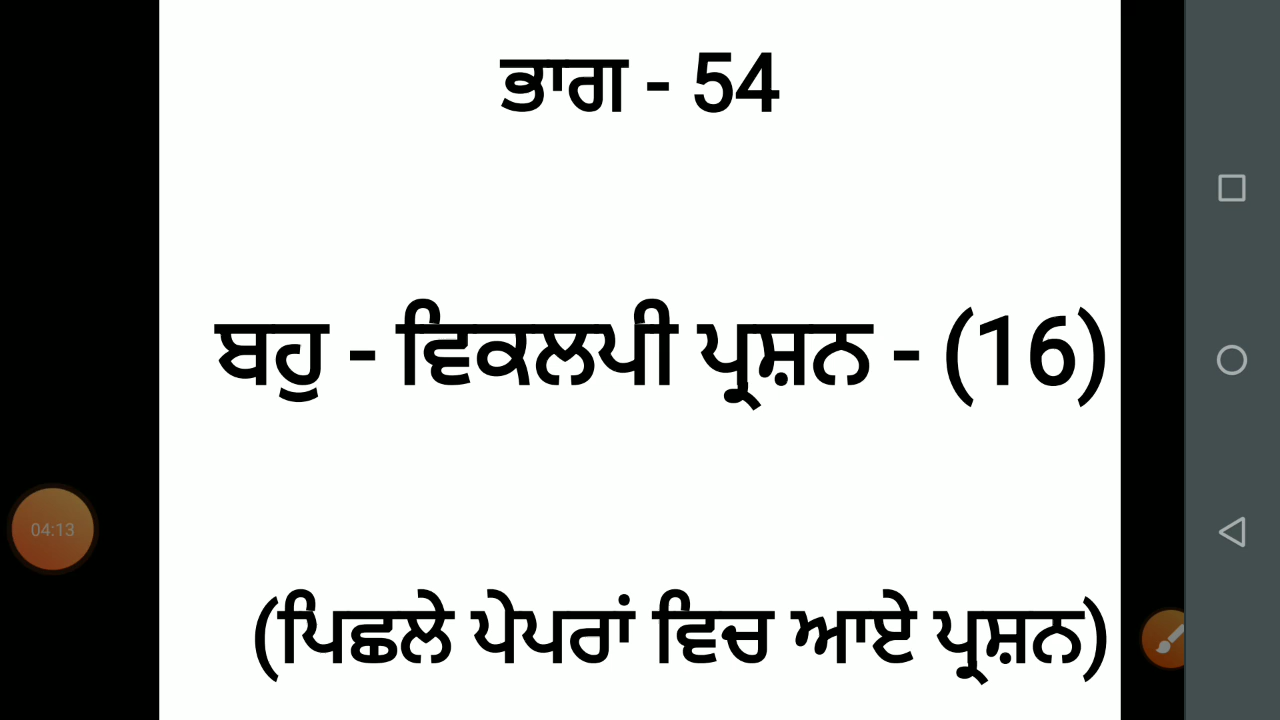 ਭਾਗ - 54
ਬਹੁ - ਵਿਕਲਪੀ ਪ੍ਰਸ਼ਨ - (16)
04:13
(ਪਿਛਲੇ ਪੇਪਰਾਂ ਵਿਚ ਆਏ ਪ੍ਰਸ਼ਨ)